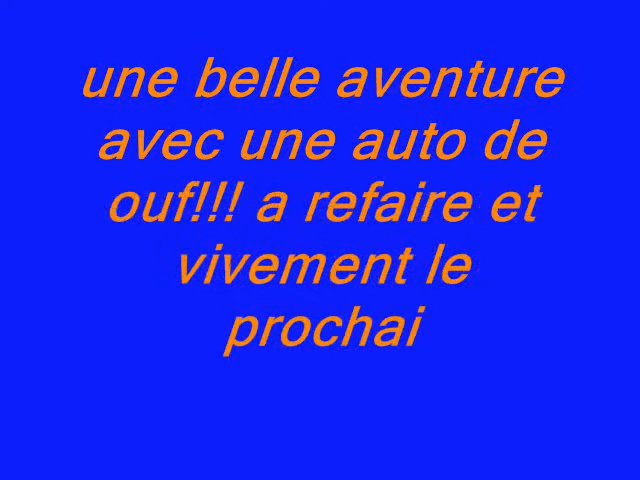 une belle aventure
avec une auto de
ouf!!! a refaire et
vivement le
prochai